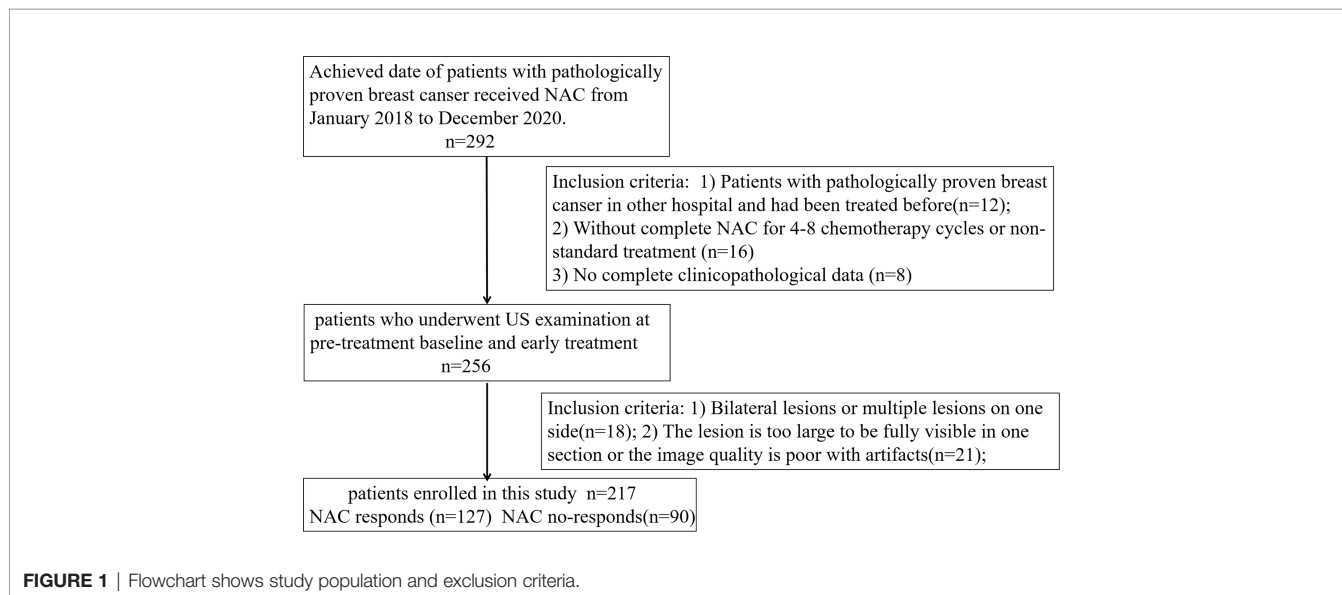 Achieved date of patients with pathologically
proven breast canser received NAC from
January 2018 to December 2020.
n=292
Inclusion criteria:  1) Patients with pathologically proven breast
canser in other hospital and had been treated before(n=12);
2) Without complete NAC for 4-8 chemotherapy cycles or non-
standard treatment (n=16)
3) No complete clinicopathological data (n=8)
patients who underwent US examination at
pre-treatment baseline and early treatment
n=256
Inclusion criteria: 1) Bilateral lesions or multiple lesions on one
side(n=18); 2) The lesion is too large to be fully visible in one
section or the image quality is poor with artifacts(n=21);
patients enrolled in this study  n=217
NAC responds (n=127)  NAC no-responds(n=90)
FIGURE 1 | Flowchart shows study population and exclusion criteria.